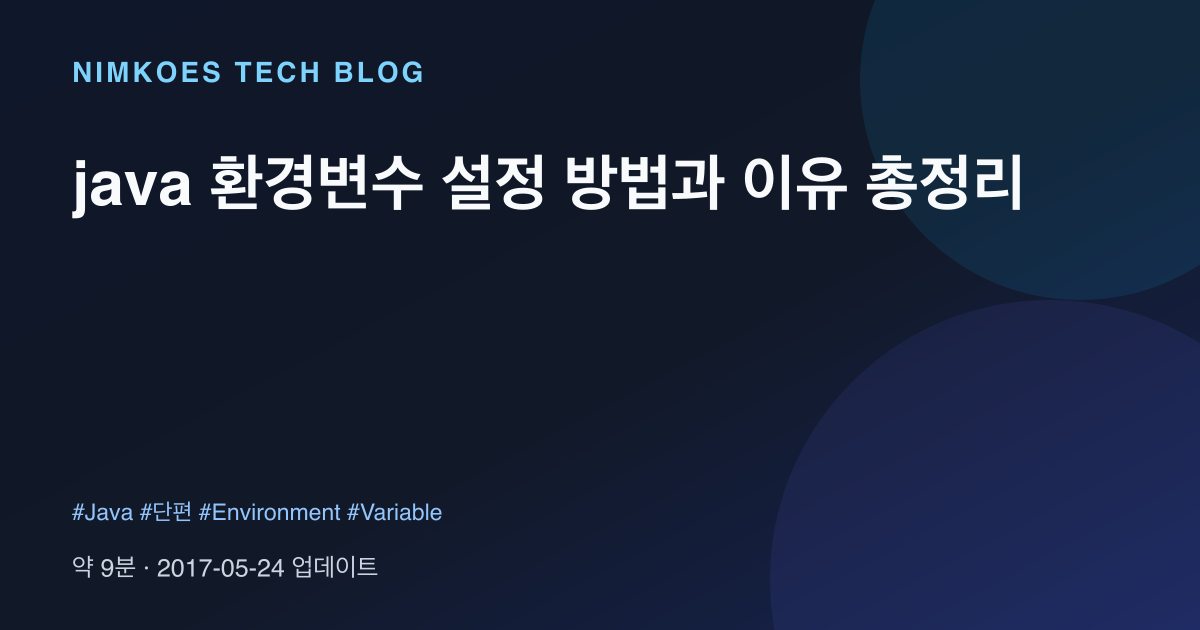 NIMKOES TECH BLOG
java 환경변수 설정 방법과 이유 총정리
#Java #단편 #Environment #Variable
약 9분 · 2017-05-24 업데이트